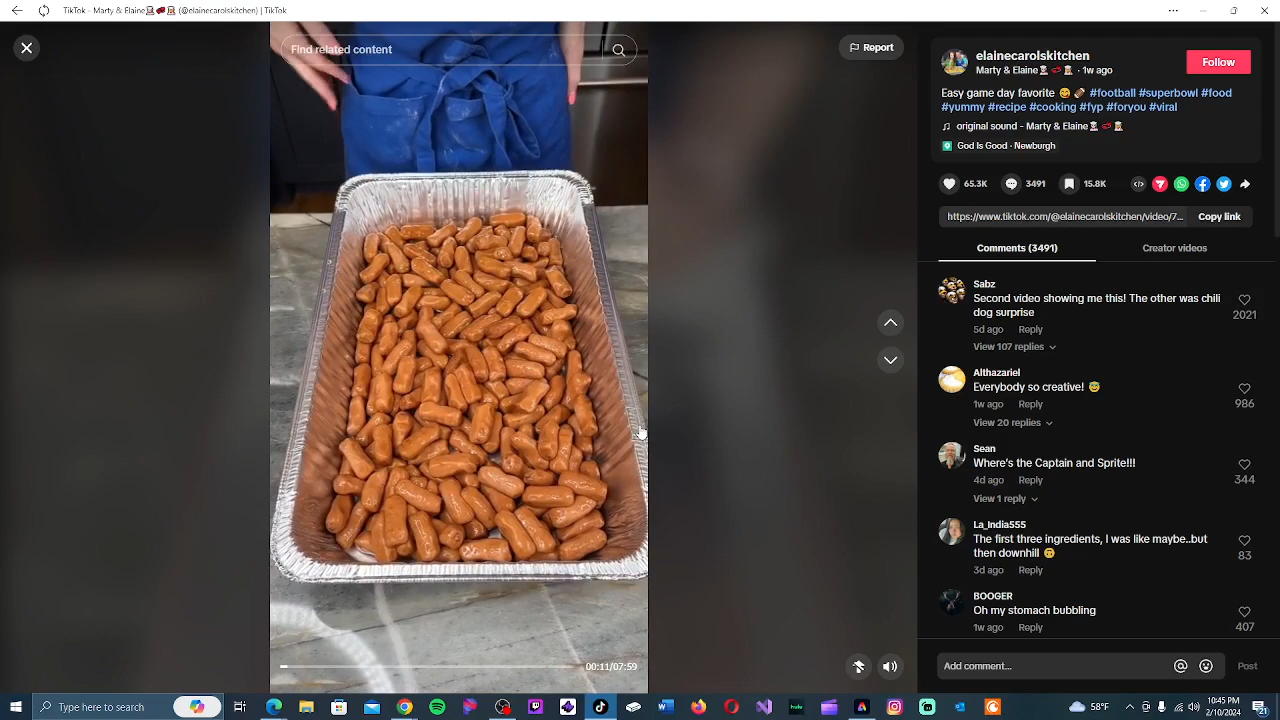 TikTok - Marty & Elaine (@elainecarolskitchen) | TikTok
Find related content
Report
elainecarolskitchen
Marty & Elaine · 1w ago
Follow
Easy game day favorite 😋 🏈 #football #superbowl #food #yummy #recipe #cooking #fyp #foryou #viral
♫ original sound - Marty & Elaine
Good As Gooed · Newburgh
65.3K
3491
15.8K
https://www.tiktok.com/@elainecarolskitchen/video/7...
Copy link
Comments (3491)
Creator videos
Saiz
Second video showing me this! The other was chili dog surprise
2021
5d ago
Reply
View 107 replies
Althazariel
Everybody so creative! 🤩
986
1w ago
Reply
View 20 replies
Sean
Where's the Captain and Sprite!!!
344
4d ago
Reply
View 1 reply
La_India555
The first three ingredients, I was like maybe..but then downhill 🙃
83
3d ago
Reply
BOOGER
Oh my stomach bubbling
407
1w ago
Reply
00:11/07:59
Add comment...
Post
Type here to search
hulu
10:45 PM
2/10/2024